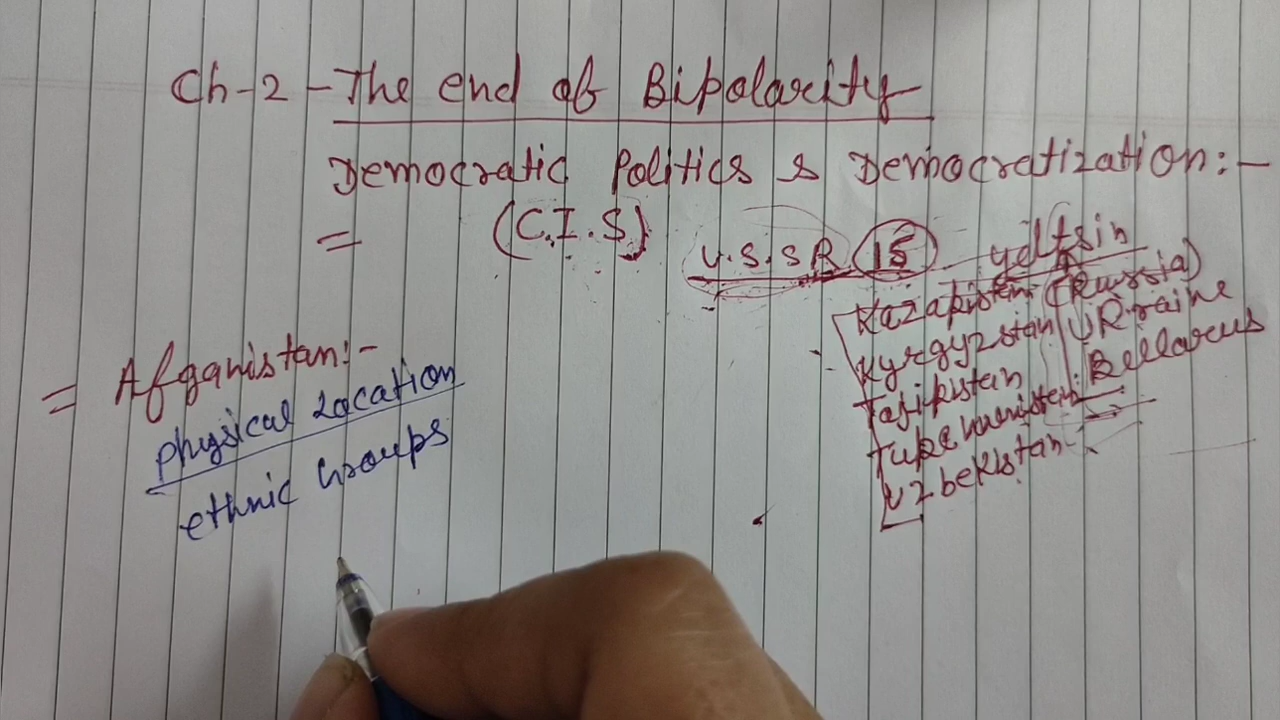 Ch-2-The end of Bipolarity
Democratic Politics & Democratization:-
= (C.I.S)
U.S.S.R 15 yeltsin
Kazakistan (Russia)
Kyrgyzstan URraine
Tajikistan Bellarus
Uzbekistan
= Afganistan:-
Physical Location
ethnic Groups